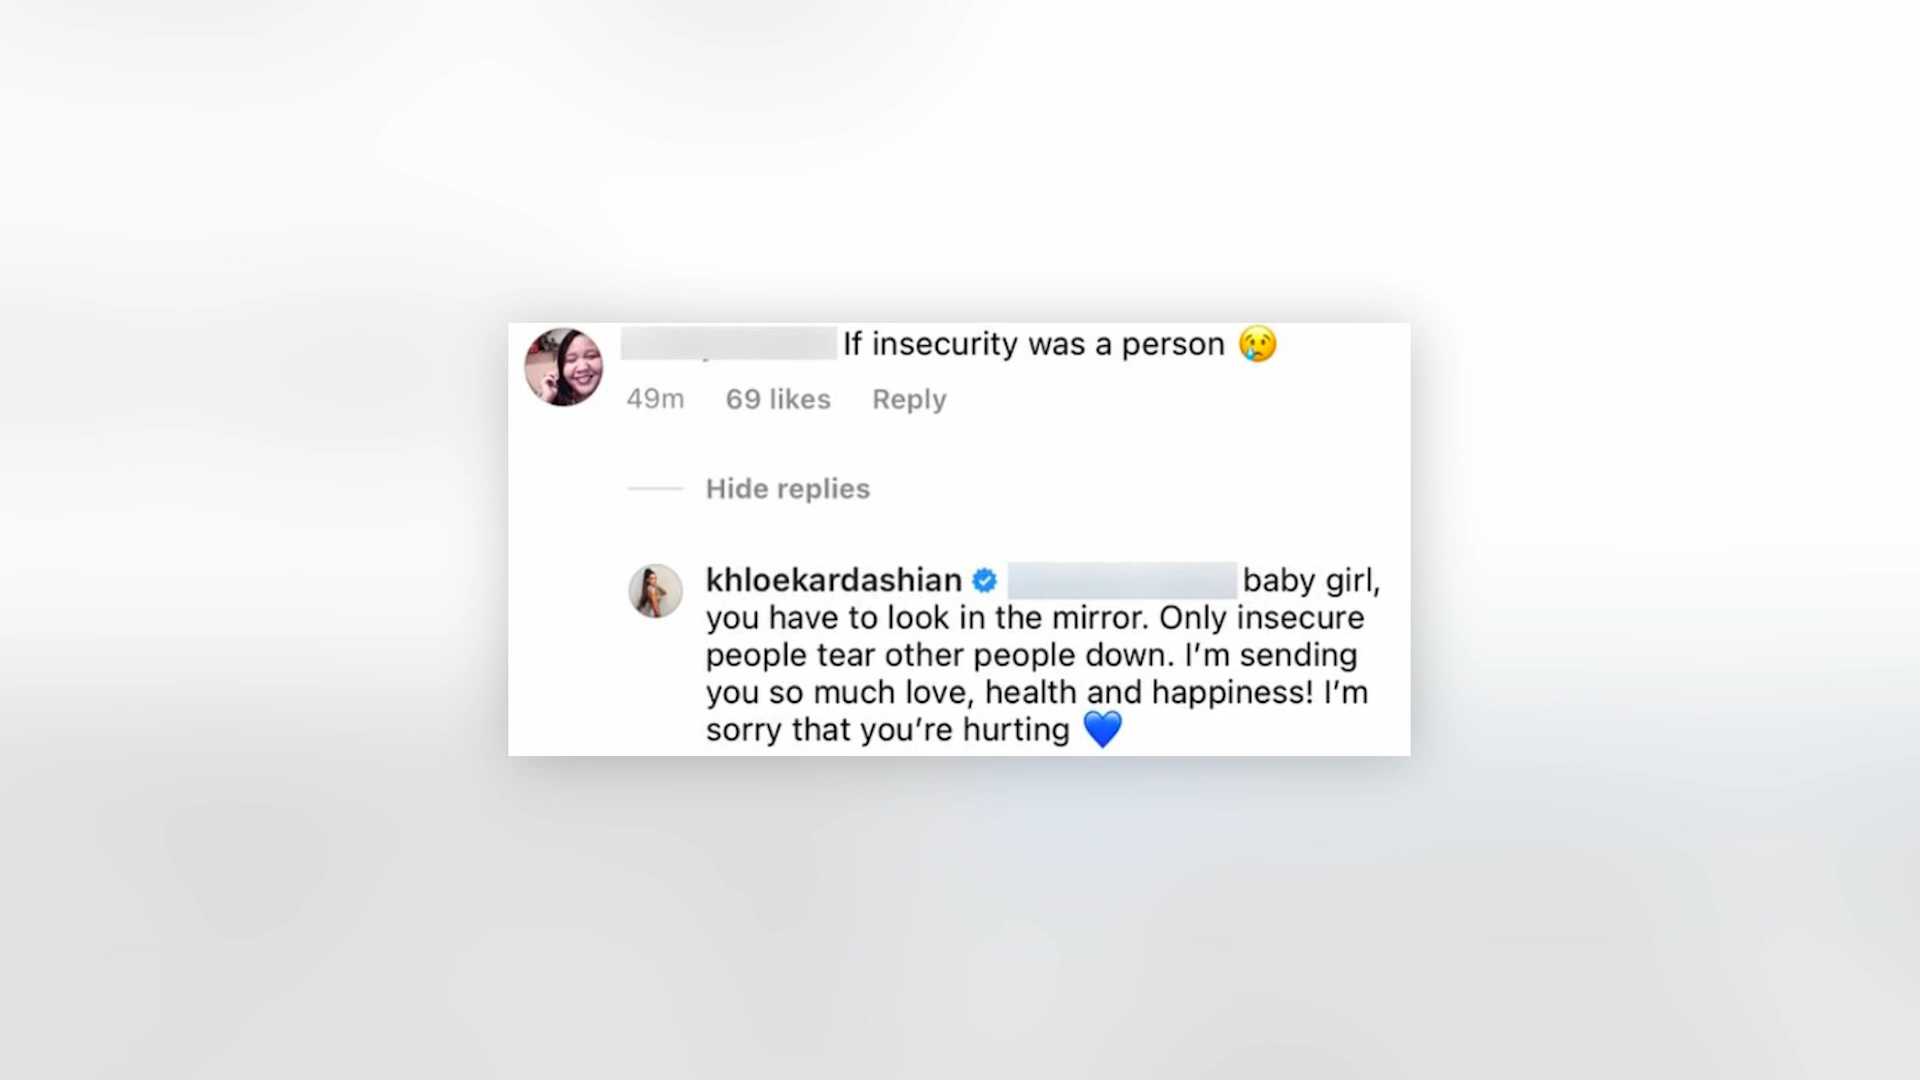 If insecurity was a person 😢
49m 69 likes Reply
Hide replies
khloekardashian baby girl,
you have to look in the mirror. Only insecure
people tear other people down. I’m sending
you so much love, health and happiness! I’m
sorry that you’re hurting 💙